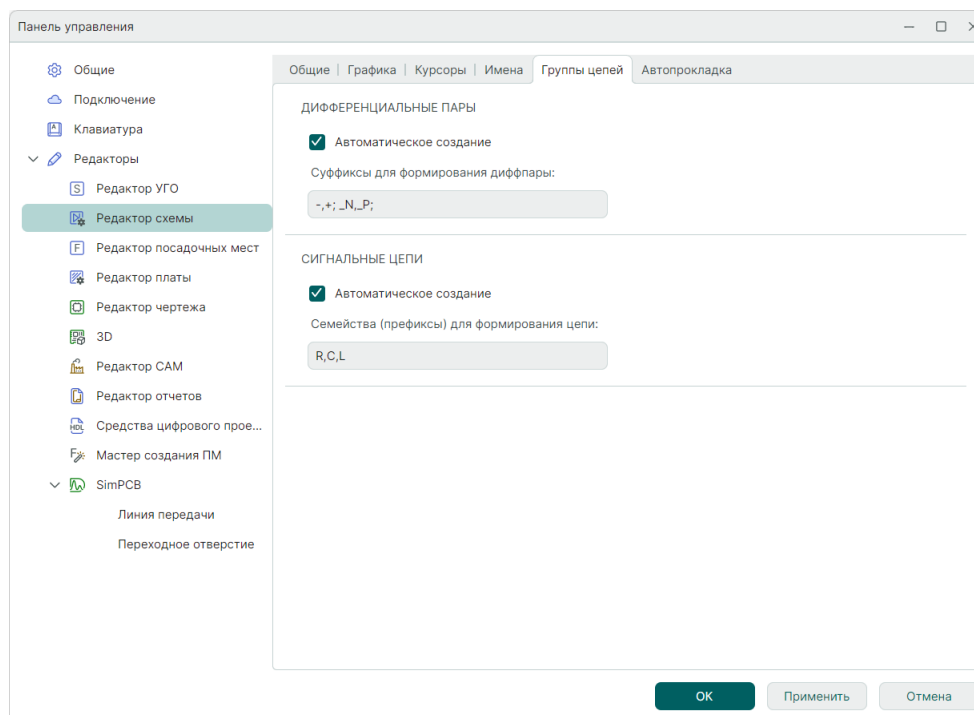 Панель управления
Общие
Подключение
Клавиатура
Редакторы
Редактор УГО
Редактор схемы
Редактор посадочных мест
Редактор платы
Редактор чертежа
3D
Редактор CAM
Редактор отчетов
Средства цифрового прое...
Мастер создания ПМ
SimPCB
Линия передачи
Переходное отверстие
Общие | Графика | Курсоры | Имена Группы цепей Автопрокладка
ДИФФЕРЕНЦИАЛЬНЫЕ ПАРЫ
Автоматическое создание
Суффиксы для формирования диффпары:
-,+; _N,_P;
СИГНАЛЬНЫЕ ЦЕПИ
Автоматическое создание
Семейства (префиксы) для формирования цепи:
R,C,L
ОК Применить Отмена